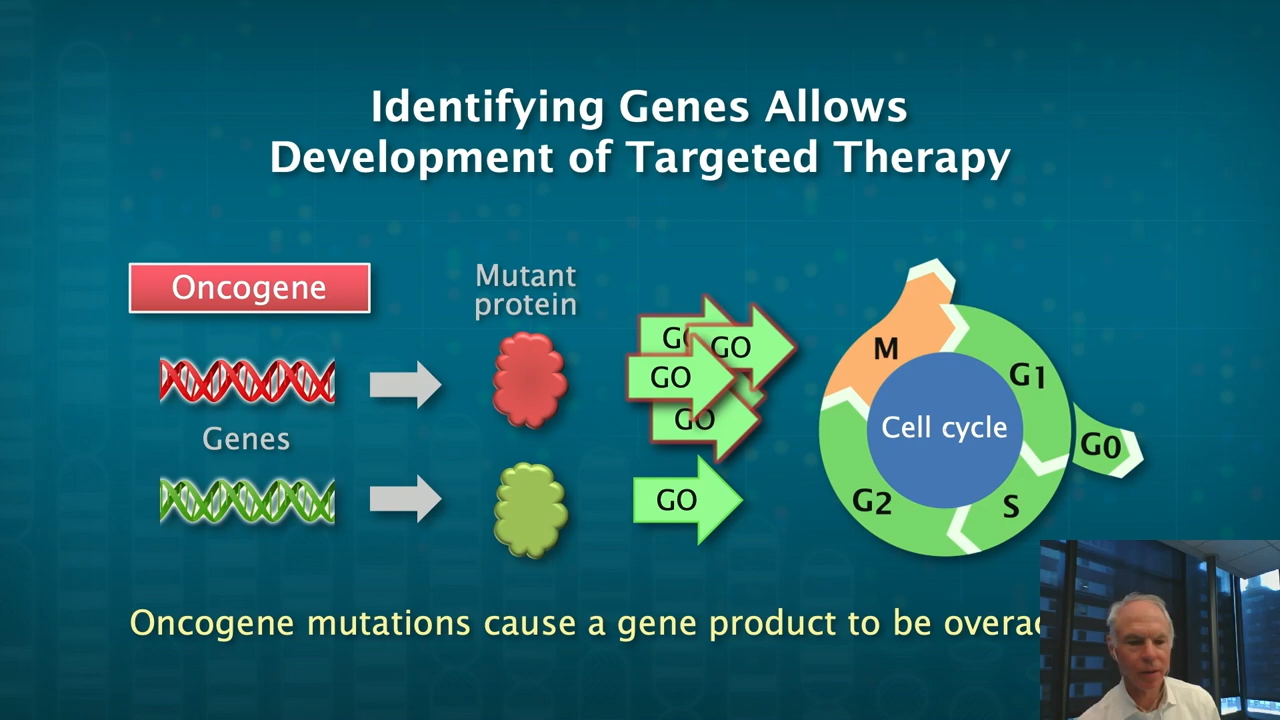 Identifying Genes Allows
Development of Targeted Therapy
Oncogene
Mutant
protein
GO
GO
GO
GO
M
G1
Cell cycle
G0
Genes
G2
S
GO
Oncogene mutations cause a gene product to be